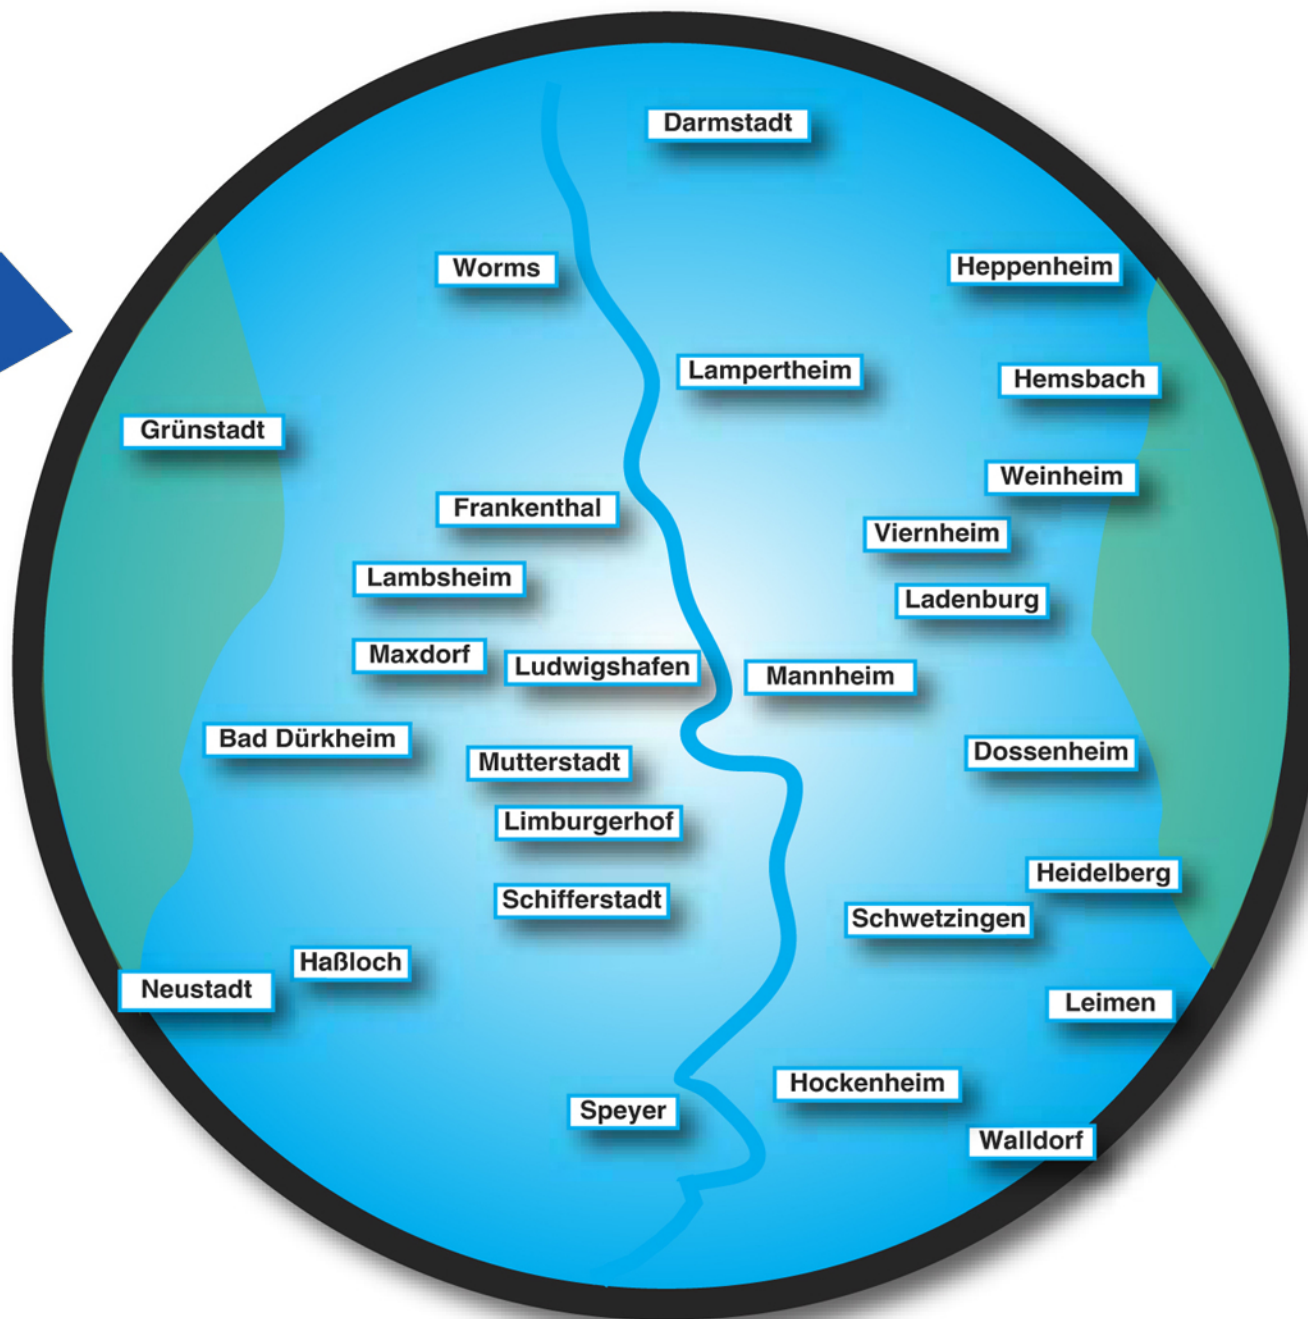 Darmstadt
Worms
Heppenheim
Lampertheim
Hemsbach
Grünstadt
Weinheim
Frankenthal
Viernheim
Lambsheim
Ladenburg
Maxdorf
Ludwigshafen
Mannheim
Bad Dürkheim
Mutterstadt
Dossenheim
Limburgerhof
Heidelberg
Schifferstadt
Schwetzingen
Haßloch
Neustadt
Leimen
Hockenheim
Speyer
Walldorf